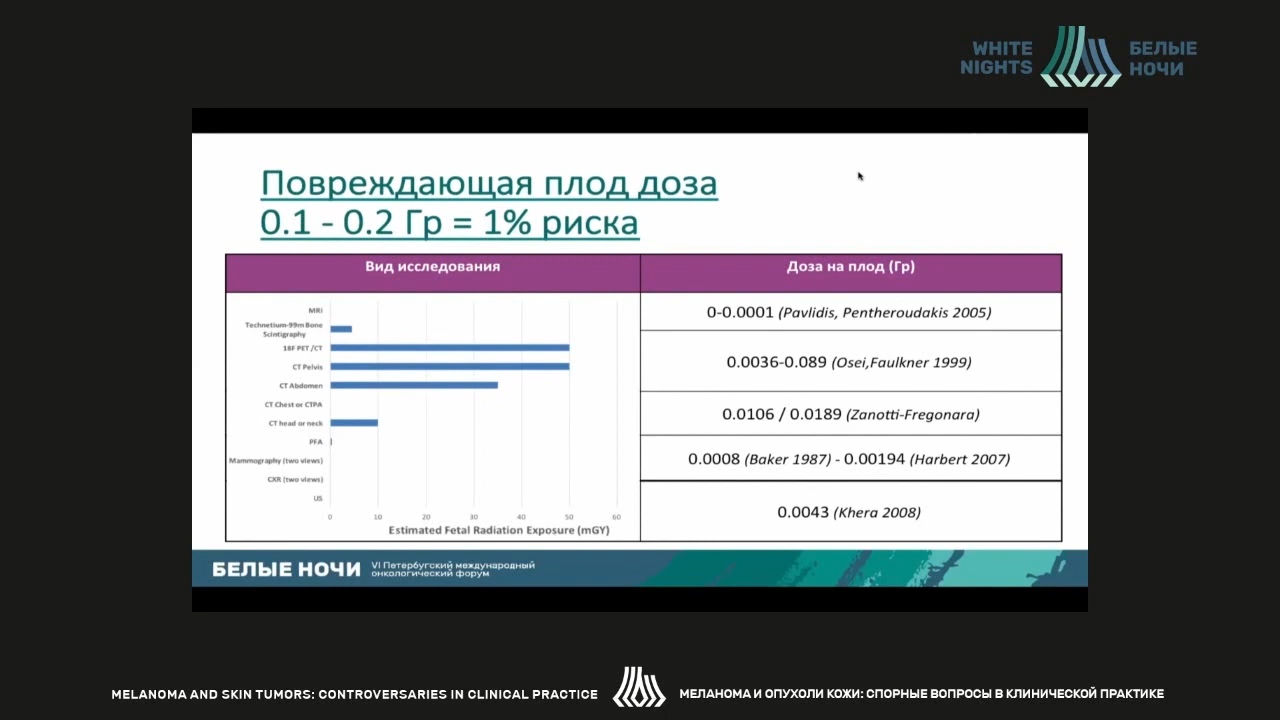 WHITE
NIGHTS
БЕЛЫЕ
НОЧИ
Повреждающая плод доза
0.1 - 0.2 Гр = 1% риска
Вид исследования
Доза на плод (Гр)
MRI
Technetium-99m Bone
Scintigraphy
18F PET /CT
CT Pelvis
CT Abdomen
CT Chest or CTPA
CT head or neck
PFA
Mammography (two views)
CXR (two views)
US
0 10 20 30 40 50 60
Estimated Fetal Radiation Exposure (mGY)
0-0.0001 (Pavlidis, Pentheroudakis 2005)
0.0036-0.089 (Osei,Faulkner 1999)
0.0106 / 0.0189 (Zanotti-Fregonara)
0.0008 (Baker 1987) - 0.00194 (Harbert 2007)
0.0043 (Khera 2008)
БЕЛЫЕ НОЧИ
VI Петербугский международный
онкологический форум
MELANOMA AND SKIN TUMORS: CONTROVERSARIES IN CLINICAL PRACTICE
МЕЛАНОМА И ОПУХОЛИ КОЖИ: СПОРНЫЕ ВОПРОСЫ В КЛИНИЧЕСКОЙ ПРАКТИКЕ